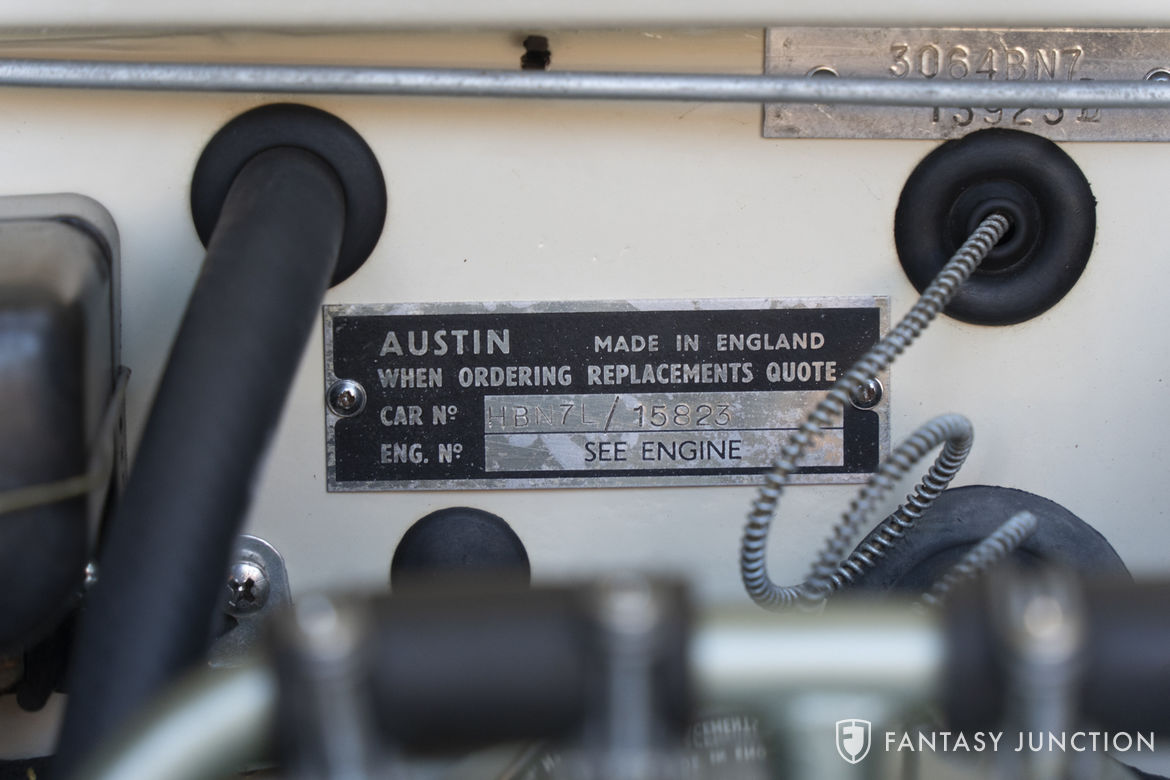 3064BN7
AUSTIN MADE IN ENGLAND
WHEN ORDERING REPLACEMENTS QUOTE
CAR Nº HBN7L/15823
ENG. Nº SEE ENGINE
FANTASY JUNCTION